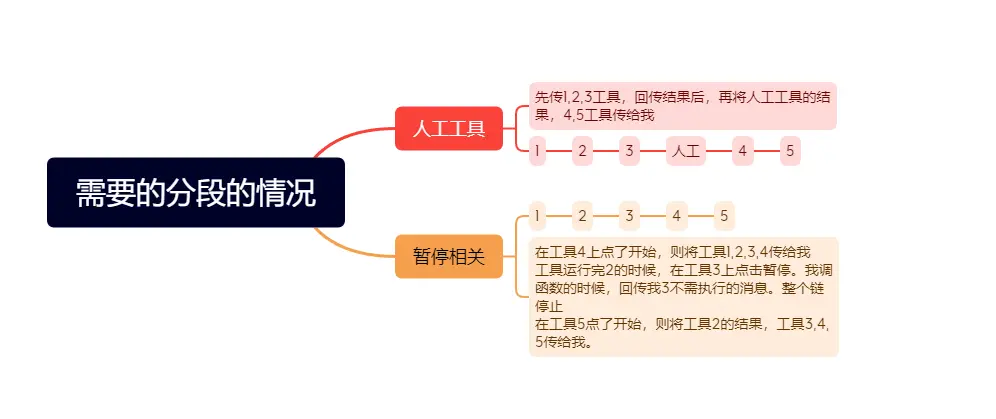 需要的分段的情况
人工工具
先传1,2,3工具，回传结果后，再将人工工具的结
果，4,5工具传给我
1 2 3 人工 4 5
暂停相关
1 2 3 4 5
在工具4上点了开始，则将工具1,2,3,4传给我
工具运行完2的时候，在工具3上点击暂停。我调
函数的时候，回传我3不需执行的消息。整个链
停止
在工具5点了开始，则将工具2的结果，工具3,4,
5传给我。